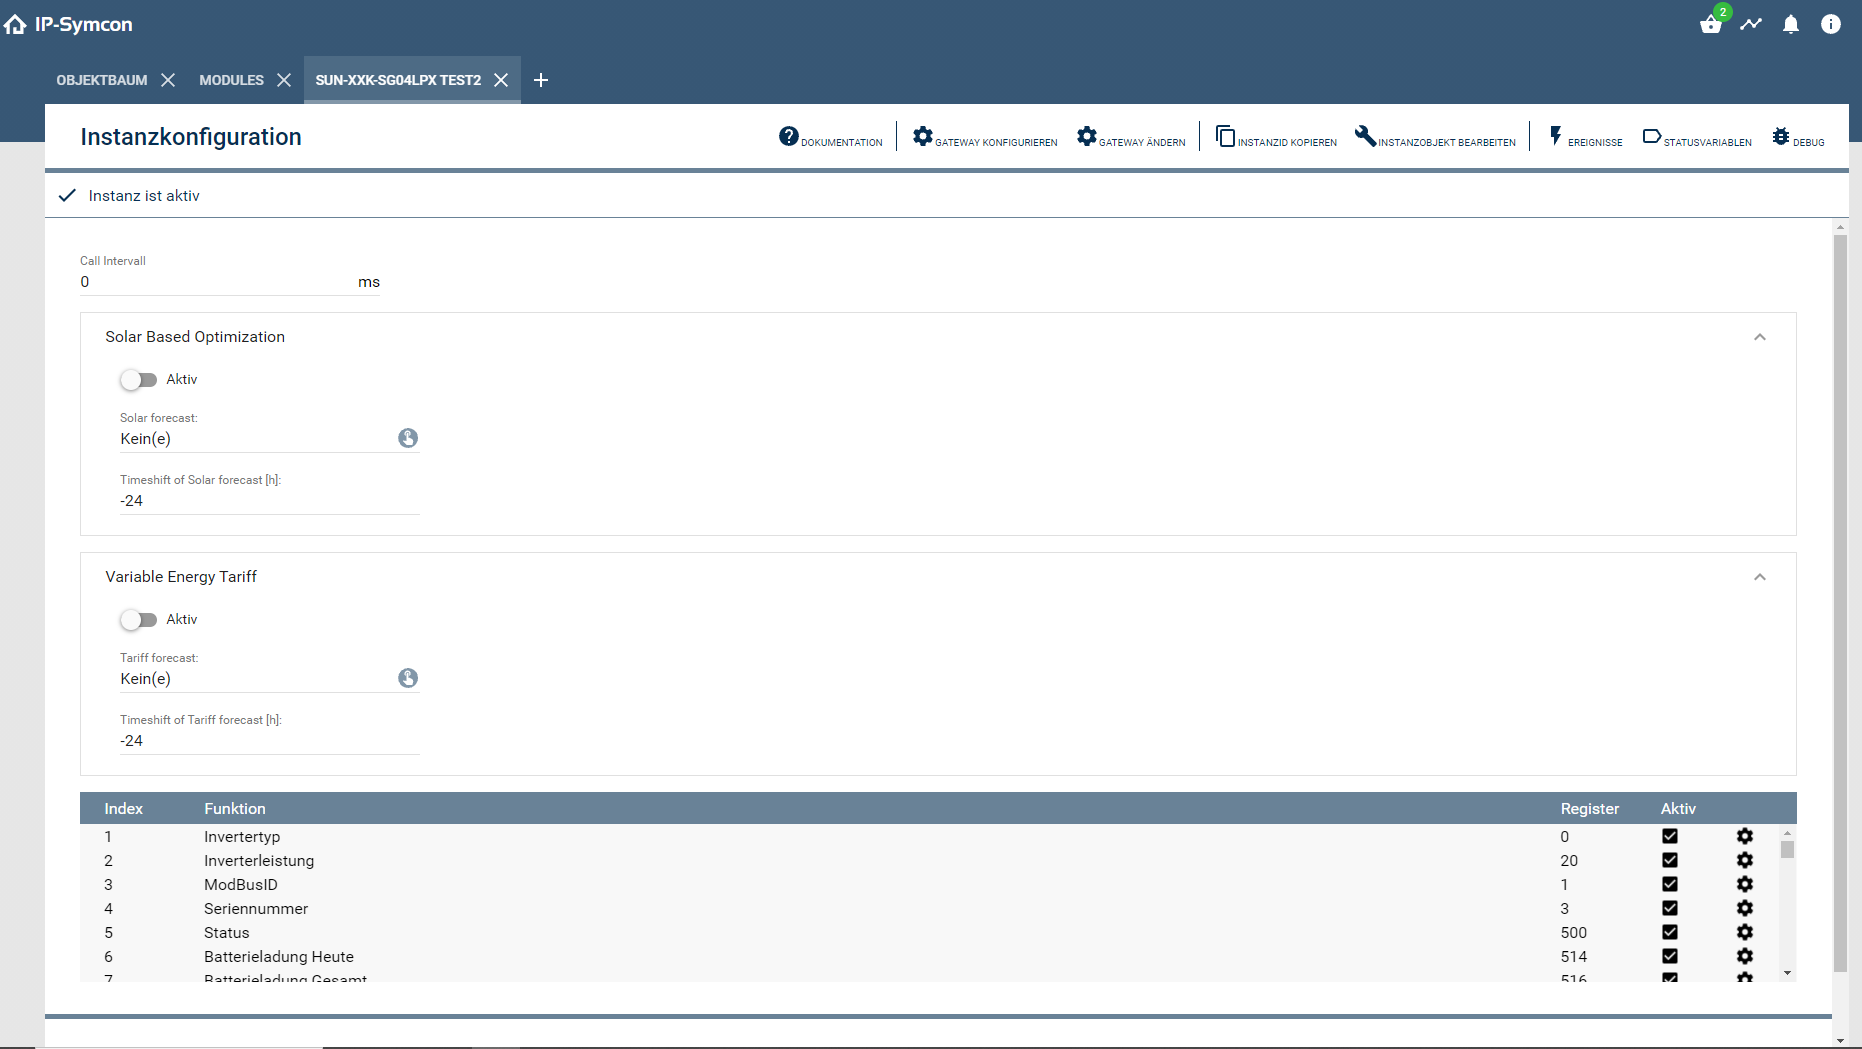 IP-Symcon
2
OBJEKTBAUM
MODULES
SUN-XXK-SG04LPX TEST2
Instanzkonfiguration
DOKUMENTATION
GATEWAY KONFIGURIEREN
GATEWAY ÄNDERN
INSTANZID KOPIEREN
INSTANZOBJEKT BEARBEITEN
EREIGNISSE
STATUSVARIABLEN
DEBUG
Instanz ist aktiv
Call Intervall
0 ms
Solar Based Optimization
Aktiv
Solar forecast:
Kein(e)
Timeshift of Solar forecast [h]:
-24
Variable Energy Tariff
Aktiv
Tariff forecast:
Kein(e)
Timeshift of Tariff forecast [h]:
-24
Index Funktion Register Aktiv
1 Invertertyp 0
2 Inverterleistung 20
3 ModBusID 1
4 Seriennummer 3
5 Status 500
6 Batterieladung Heute 514
7 Batterieladung Gesamt 516